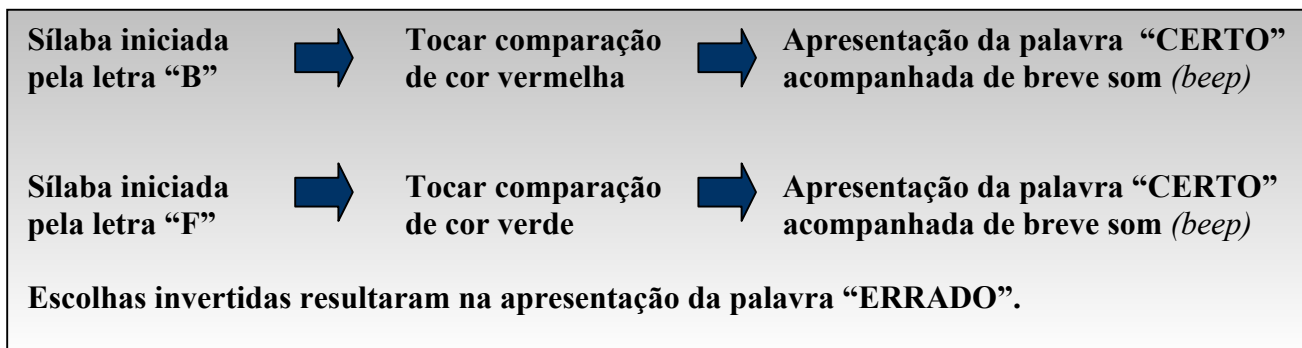 Sílaba iniciada Tocar comparação Apresentação da palavra “CERTO”
pela letra “B” de cor vermelha acompanhada de breve som (beep)
Sílaba iniciada Tocar comparação Apresentação da palavra “CERTO”
pela letra “F” de cor verde acompanhada de breve som (beep)
Escolhas invertidas resultaram na apresentação da palavra “ERRADO”.